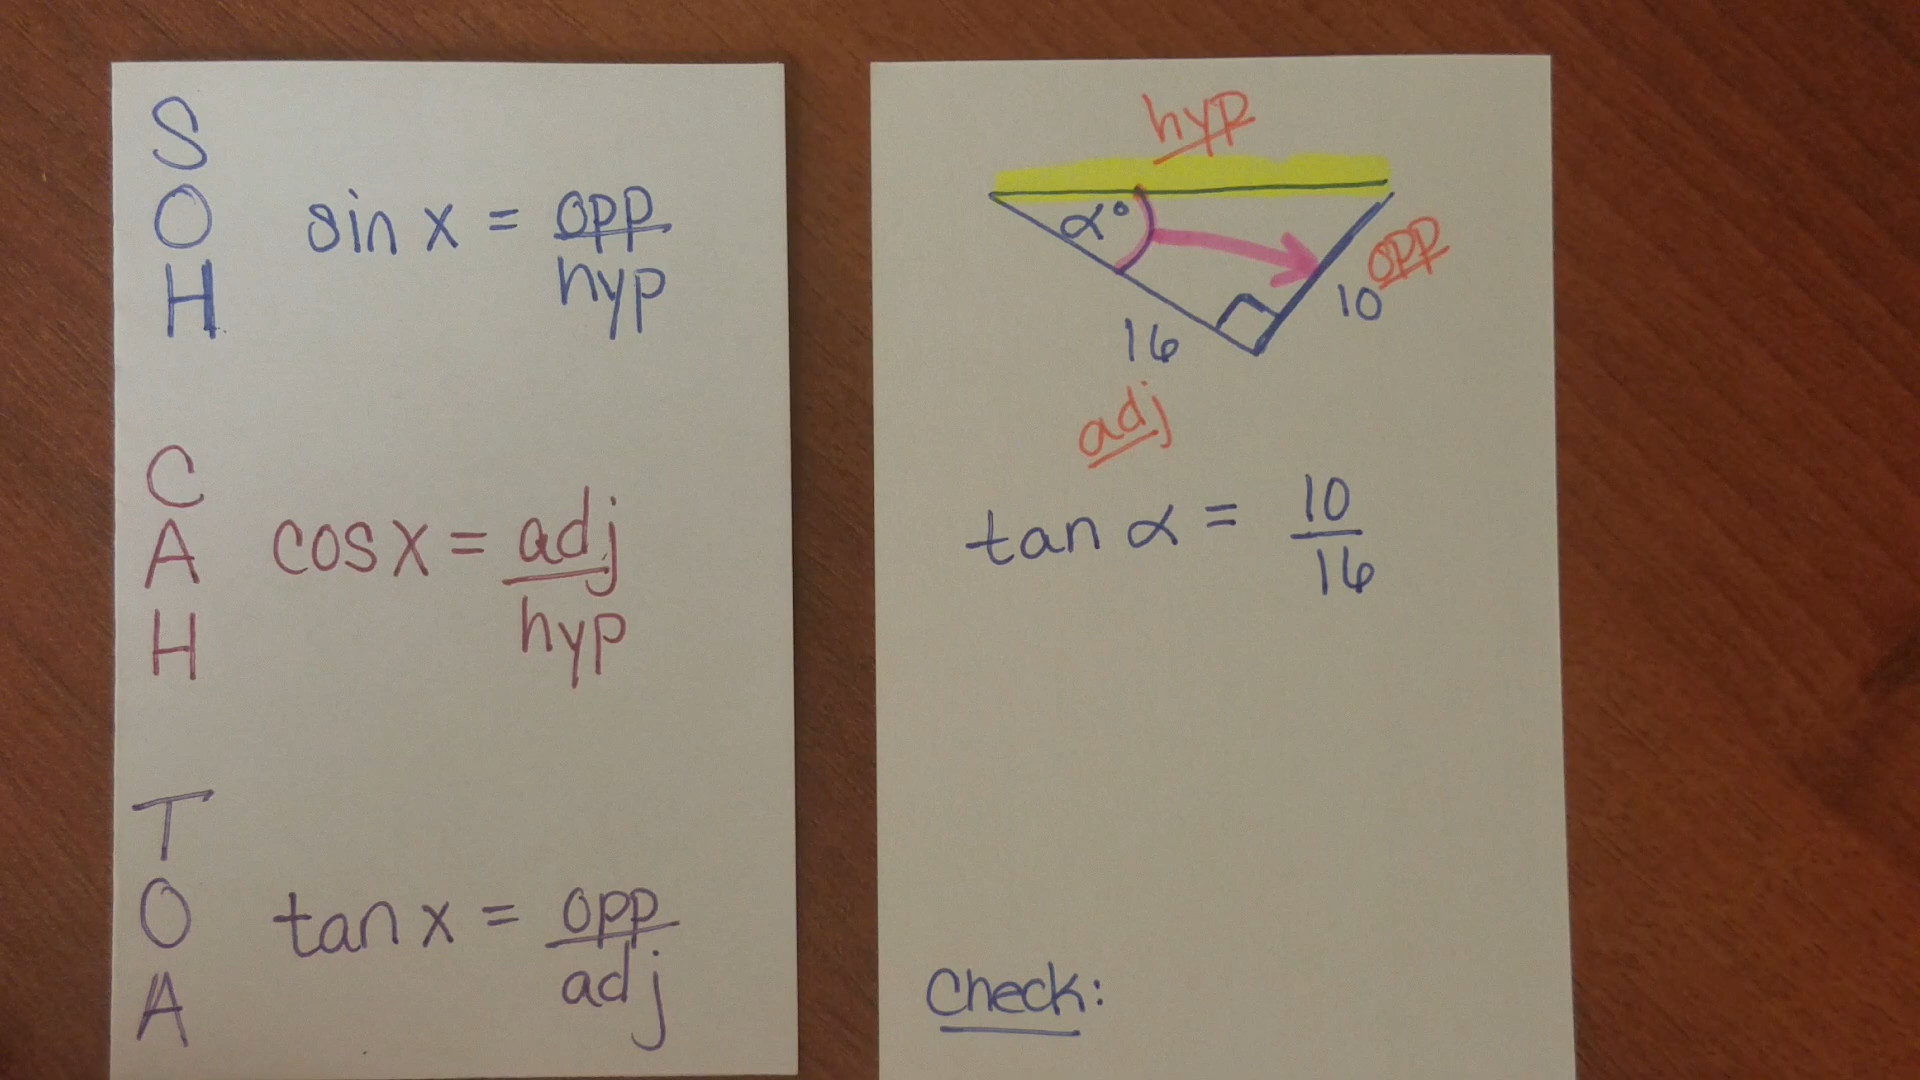 S
O
H
sin x = opp
hyp
C
A
H
cos x = adj
hyp
T
O
A
tan x = opp
adj
hyp
α°
opp
10
16
adj
tan α = 10
16
Check: